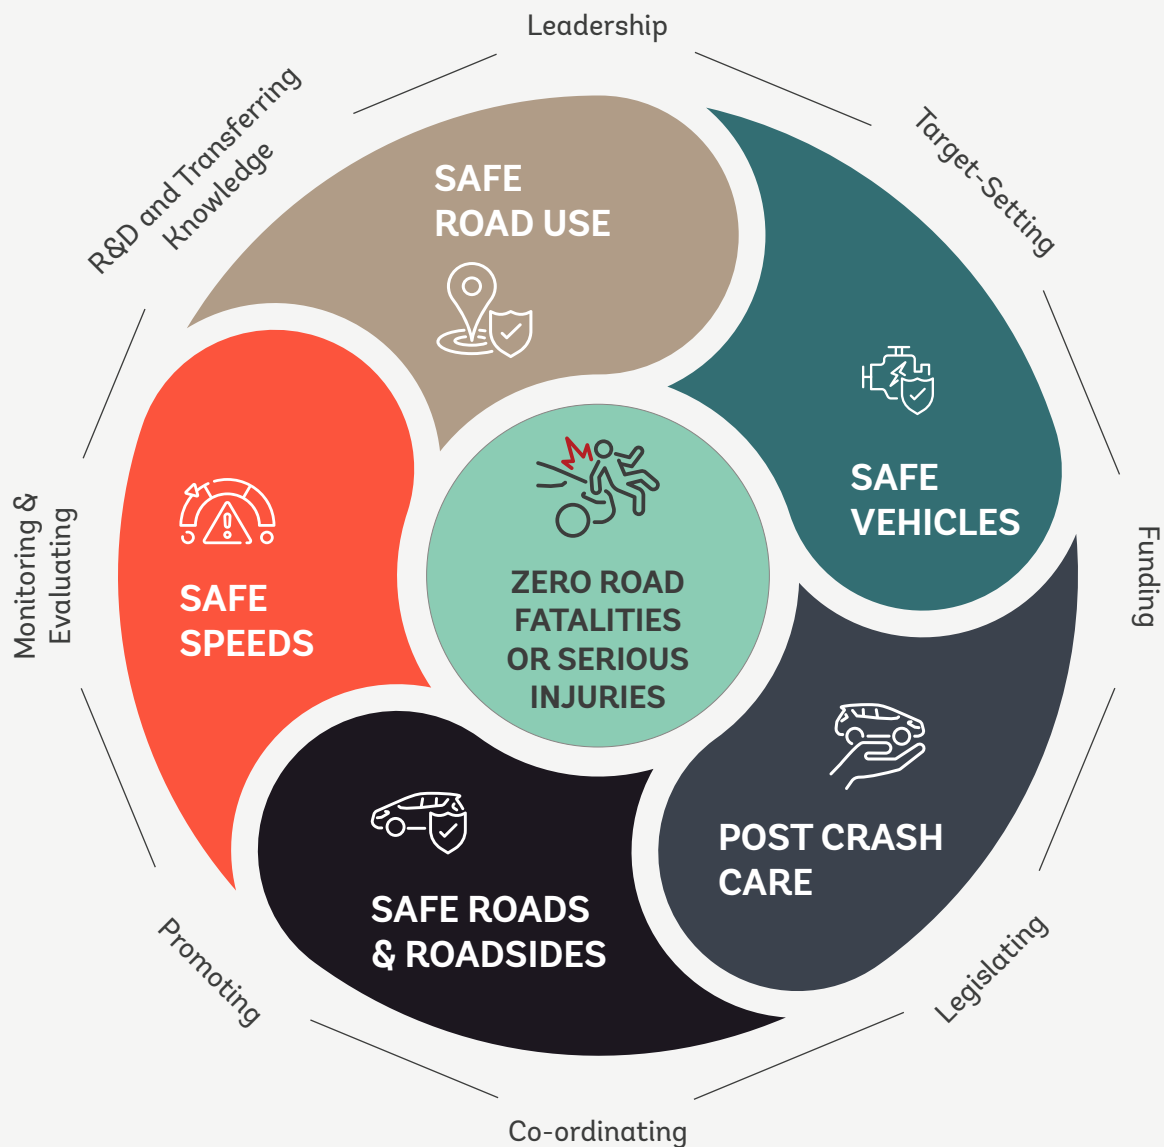 Leadership
Target-Setting
Funding
Legislating
Co-ordinating
Promoting
Monitoring &
Evaluating
R&D and Transferring
Knowledge
SAFE
ROAD USE
SAFE
VEHICLES
POST CRASH
CARE
SAFE ROADS
& ROADSIDES
SAFE
SPEEDS
ZERO ROAD
FATALITIES
OR SERIOUS
INJURIES